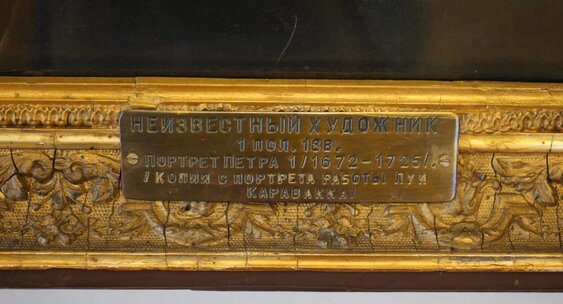 НЕИЗВЕСТНЫЙ ХУДОЖНИК
1 ПОЛ. 18В.
ПОРТРЕТ ПЕТРА 1/1672-1725/.
/КОПИЯ С ПОРТРЕТА РАБОТЫ ЛУИ
КАРАВАККА/